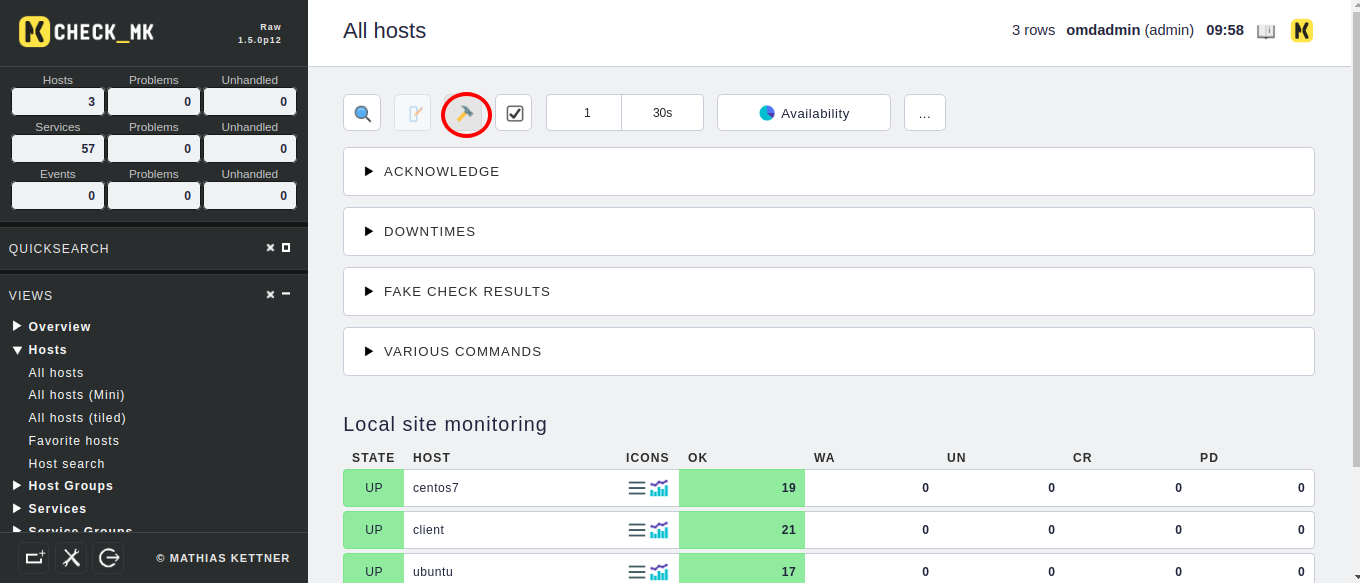 CHECK_MK
Raw
1.5.0p12
Hosts Problems Unhandled
3 0 0
Services Problems Unhandled
57 0 0
Events Problems Unhandled
0 0 0
QUICKSEARCH
VIEWS
Overview
Hosts
All hosts
All hosts (Mini)
All hosts (tiled)
Favorite hosts
Host search
Host Groups
Services
Service Groups
© MATHIAS KETTNER
All hosts
3 rows omdadmin (admin) 09:58
1 30s Availability ...
ACKNOWLEDGE
DOWNTIMES
FAKE CHECK RESULTS
VARIOUS COMMANDS
Local site monitoring
STATE HOST ICONS OK WA UN CR PD
UP centos7 19 0 0 0 0
UP client 21 0 0 0 0
UP ubuntu 17 0 0 0 0